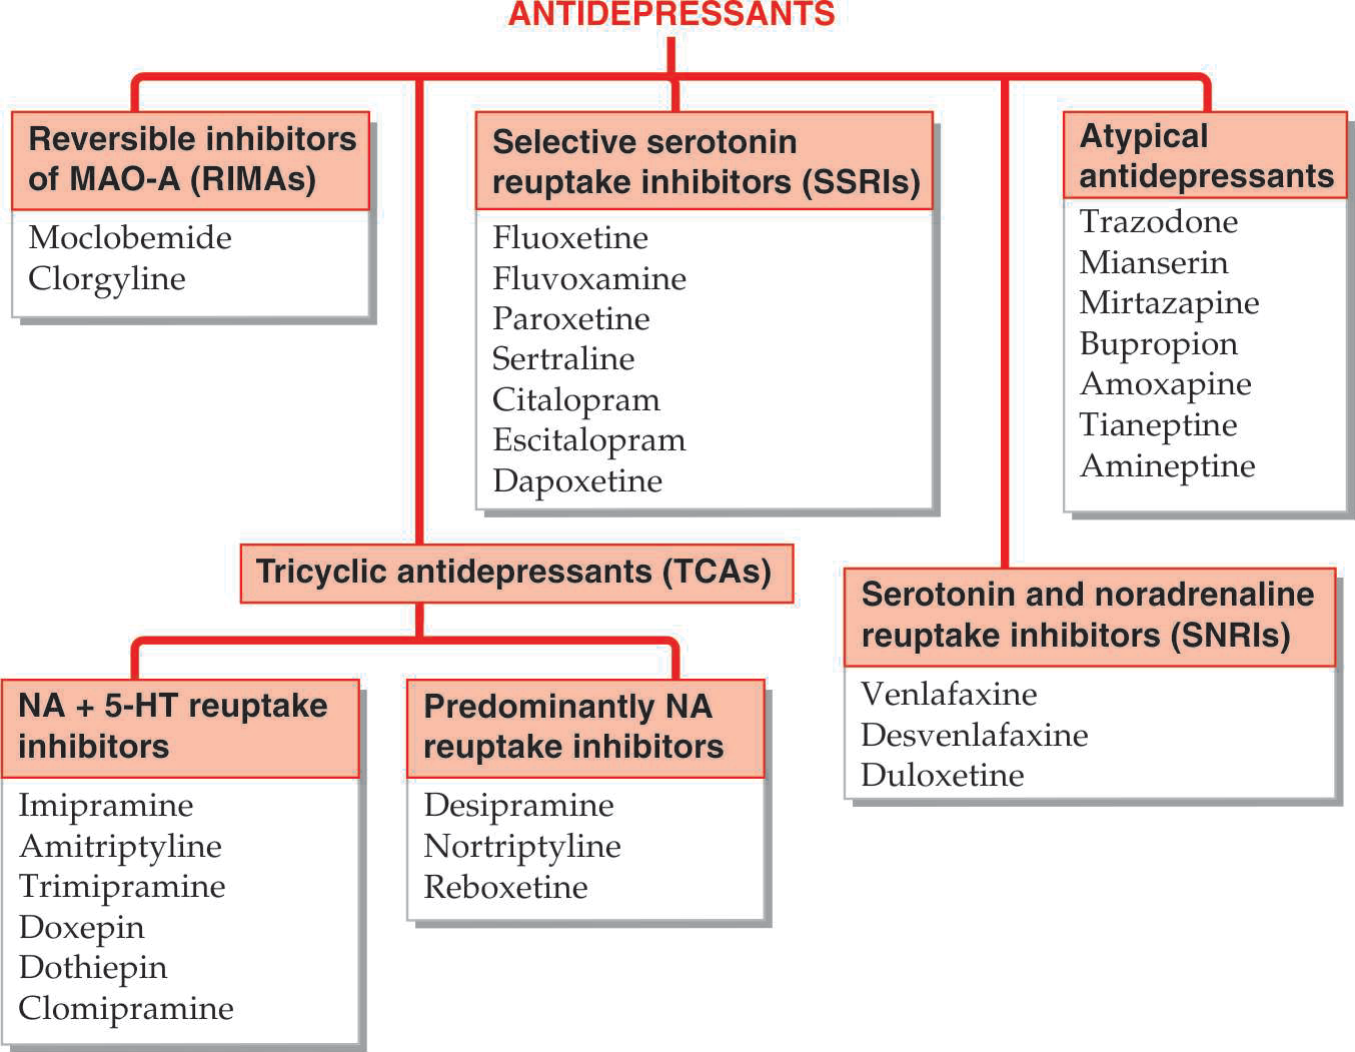 ANTIDEPRESSANTS
Reversible inhibitors
of MAO-A (RIMAs)
Moclobemide
Clorgyline
Selective serotonin
reuptake inhibitors (SSRIs)
Fluoxetine
Fluvoxamine
Paroxetine
Sertraline
Citalopram
Escitalopram
Dapoxetine
Atypical
antidepressants
Trazodone
Mianserin
Mirtazapine
Bupropion
Amoxapine
Tianeptine
Amineptine
Tricyclic antidepressants (TCAs)
NA + 5-HT reuptake
inhibitors
Imipramine
Amitriptyline
Trimipramine
Doxepin
Dothiepin
Clomipramine
Predominantly NA
reuptake inhibitors
Desipramine
Nortriptyline
Reboxetine
Serotonin and noradrenaline
reuptake inhibitors (SNRIs)
Venlafaxine
Desvenlafaxine
Duloxetine